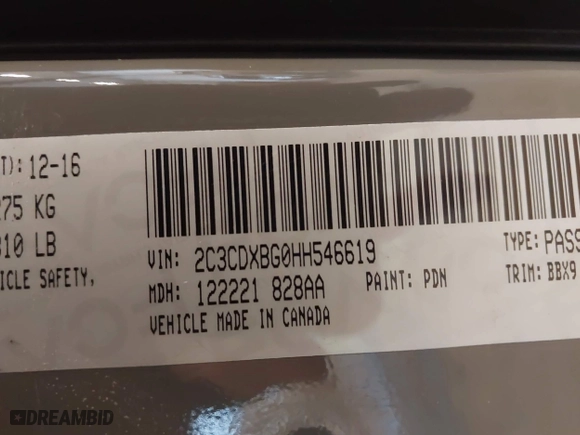 T): 12-16
275 KG
310 LB
ICLE SAFETY,
VIN: 2C3CDXBG0HH546619
TYPE: PASS
MDH: 122221 828AA
PAINT: PDN
TRIM: BBX9
VEHICLE MADE IN CANADA
DREAMBID